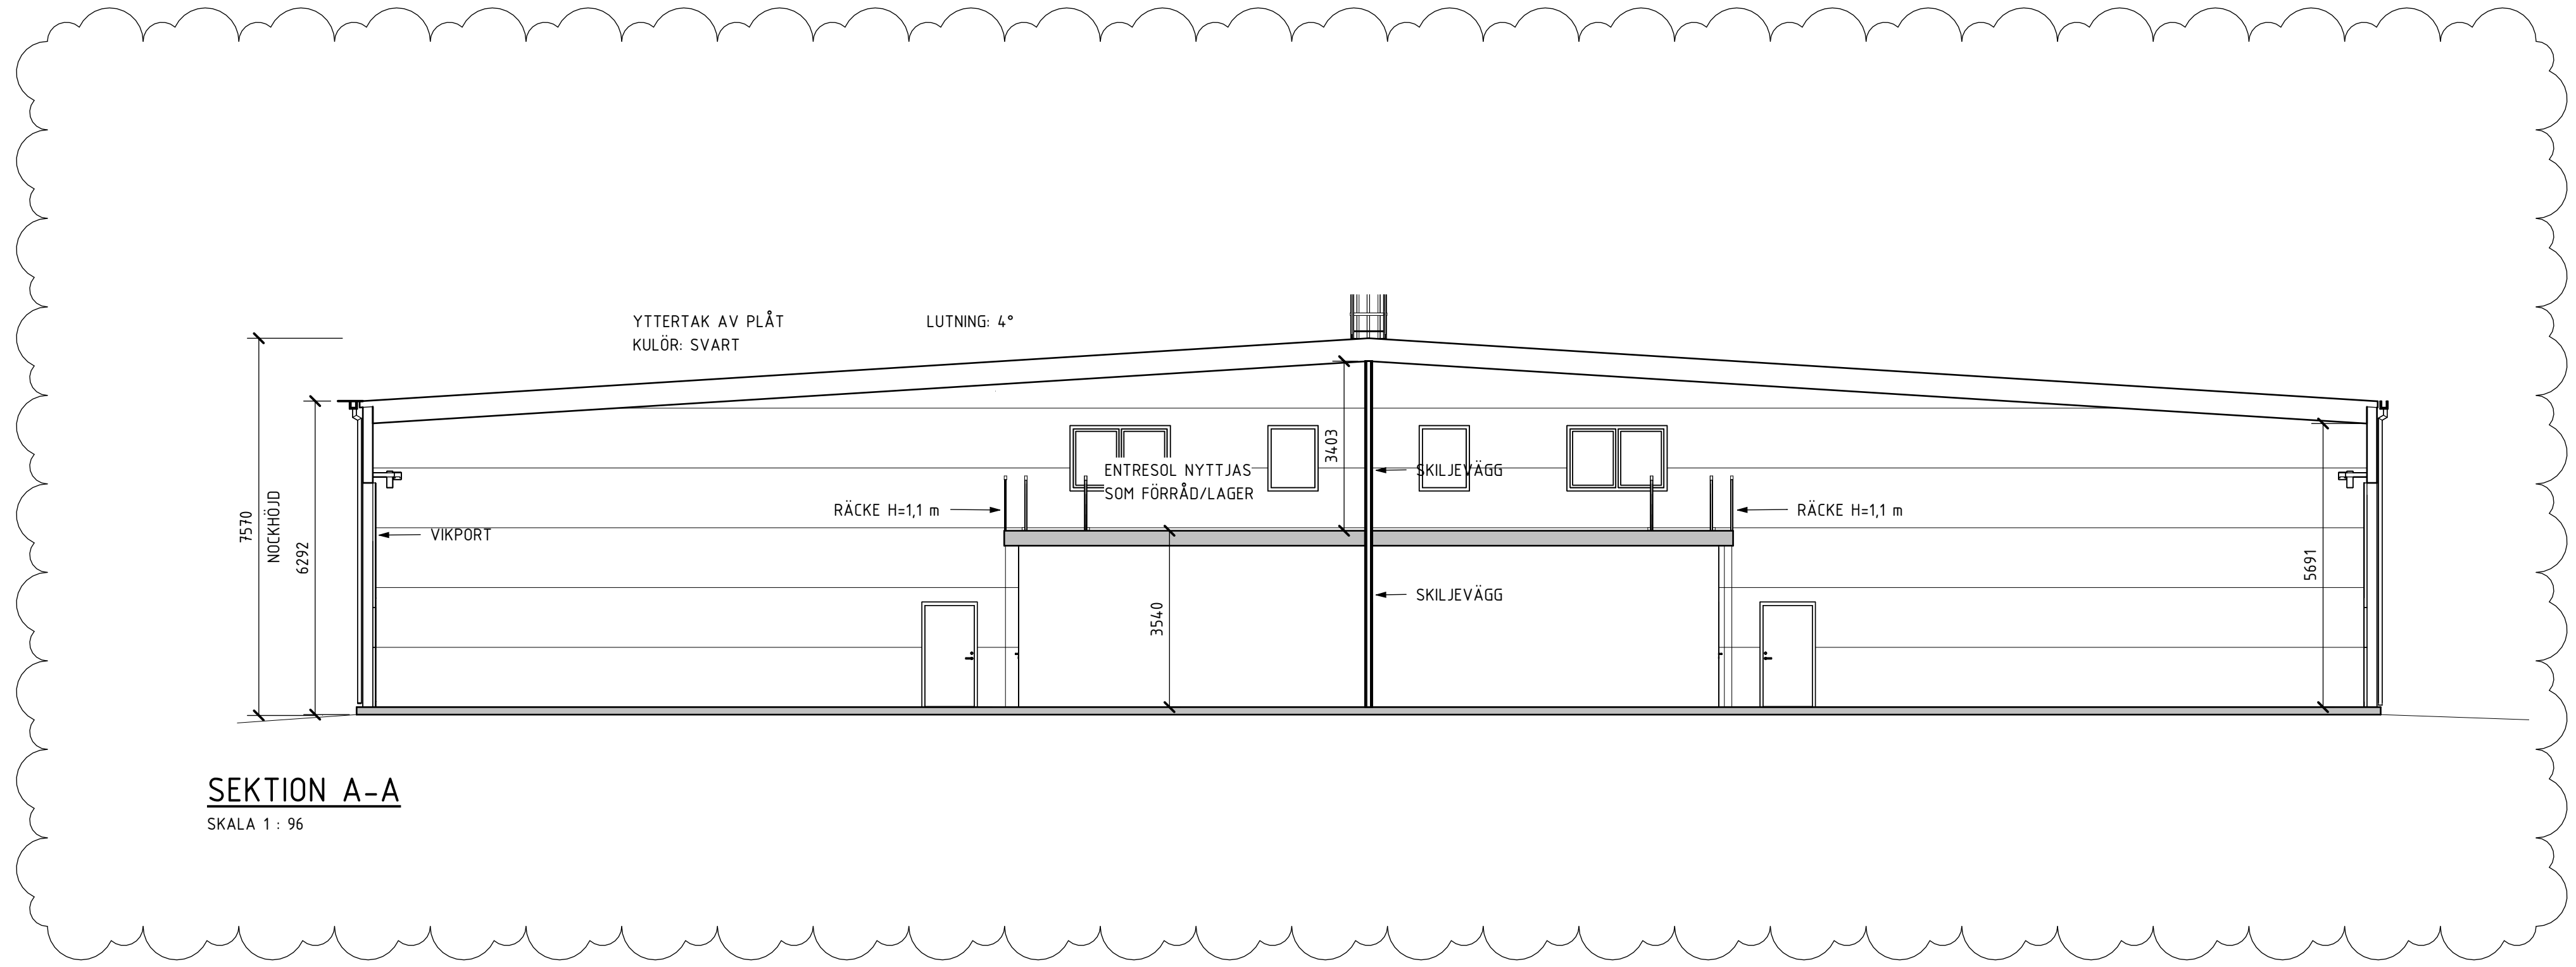 YTTERTAK AV PLÅT
KULÖR: SVART
LUTNING: 4°
7570
NOCKHÖJD
6292
VIKPORT
RÄCKE H=1,1 m
ENTRESOL NYTTJAS
SOM FÖRRÅD/LAGER
3403
SKILJEVÄGG
RÄCKE H=1,1 m
3540
SKILJEVÄGG
5691
SEKTION A-A
SKALA 1 : 96